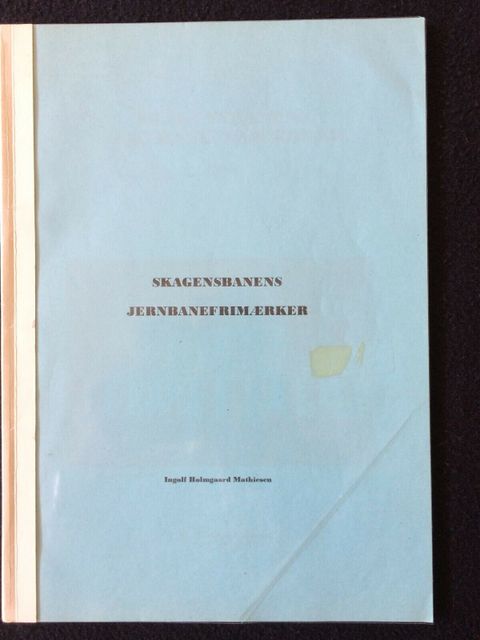 SKAGENSBANENS
JERNBANEFRIMÆRKER
Ingolf Holmgaard Mathiesen